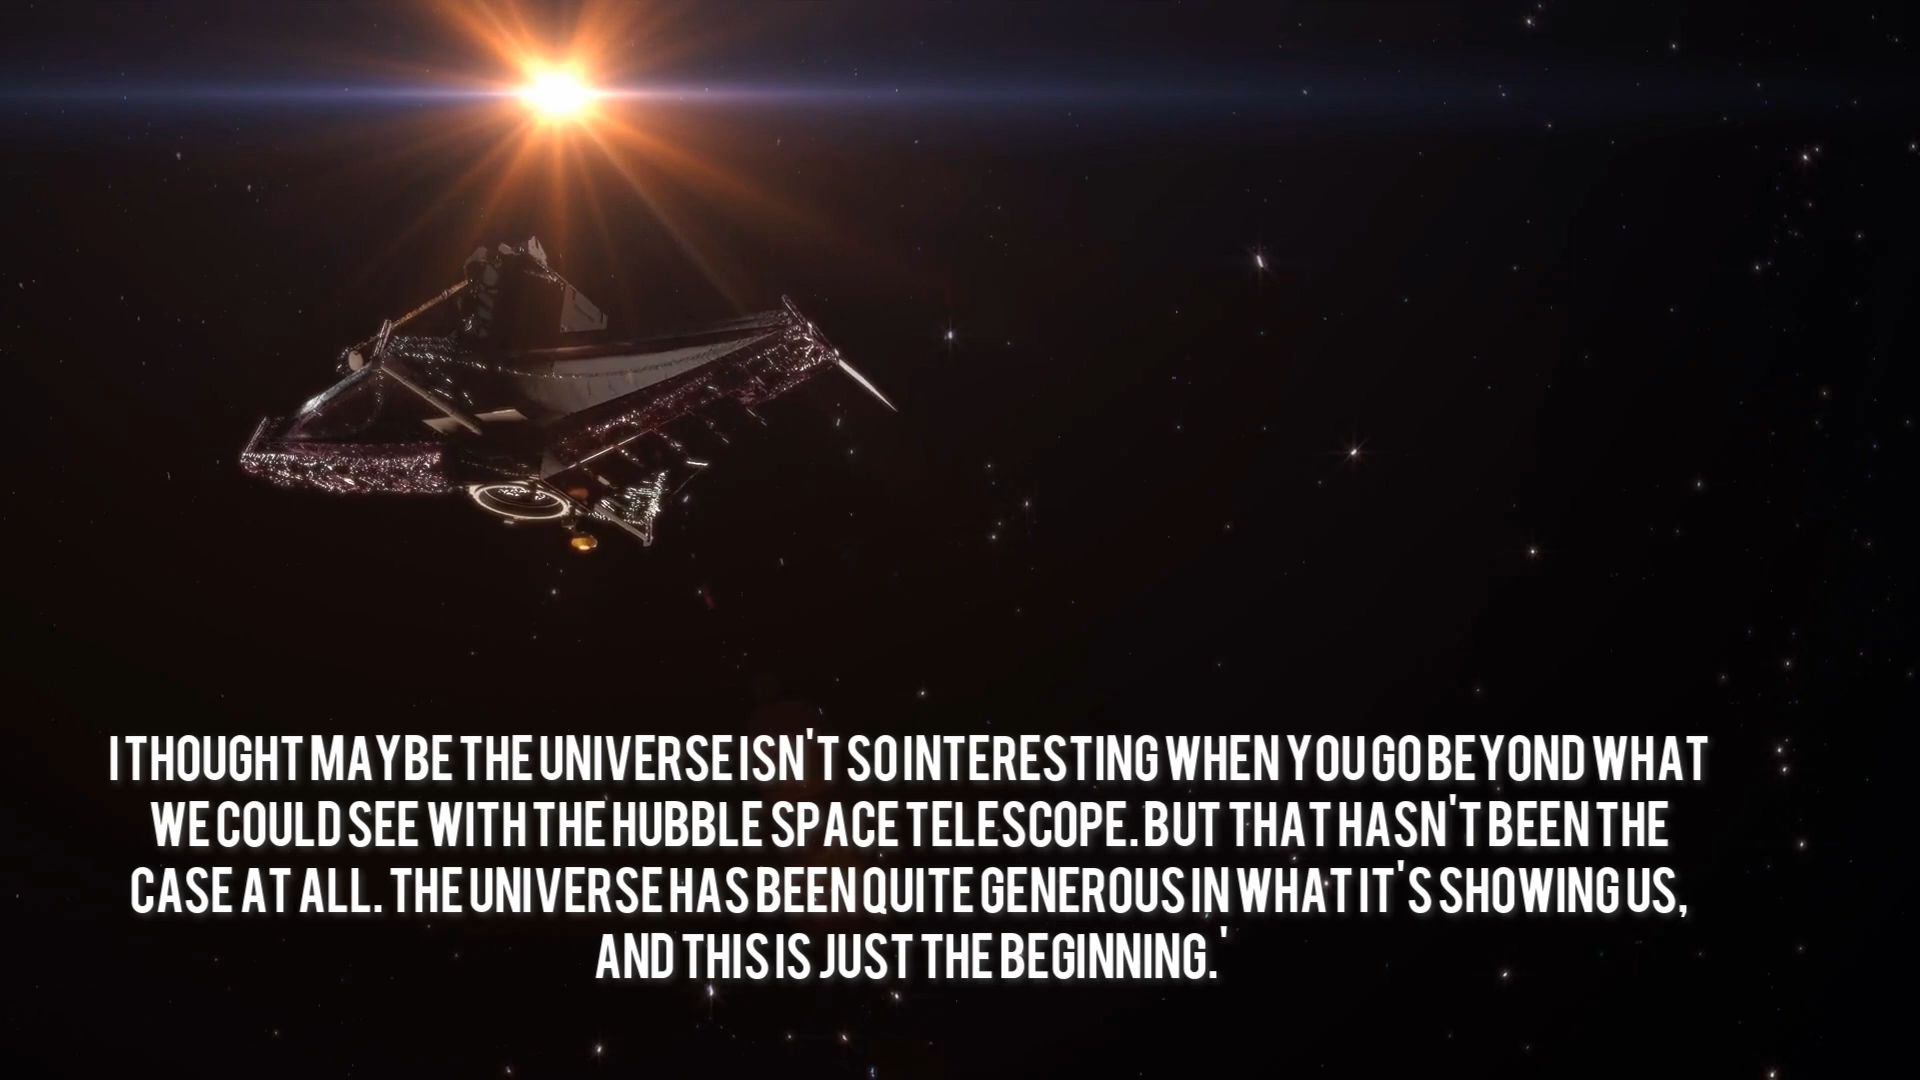 I THOUGHT MAYBE THE UNIVERSE ISN'T SO INTERESTING WHEN YOU GO BEYOND WHAT
WE COULD SEE WITH THE HUBBLE SPACE TELESCOPE. BUT THAT HASN'T BEEN THE
CASE AT ALL. THE UNIVERSE HAS BEEN QUITE GENEROUS IN WHAT IT'S SHOWING US,
AND THIS IS JUST THE BEGINNING.'